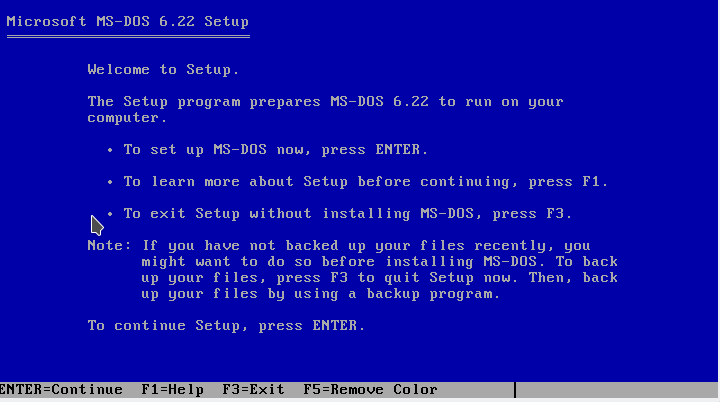 Microsoft MS-DOS 6.22 Setup
Welcome to Setup.
The Setup program prepares MS-DOS 6.22 to run on your
computer.
• To set up MS-DOS now, press ENTER.
• To learn more about Setup before continuing, press F1.
• To exit Setup without installing MS-DOS, press F3.
Note: If you have not backed up your files recently, you
might want to do so before installing MS-DOS. To back
up your files, press F3 to quit Setup now. Then, back
up your files by using a backup program.
To continue Setup, press ENTER.
ENTER=Continue  F1=Help  F3=Exit  F5=Remove Color